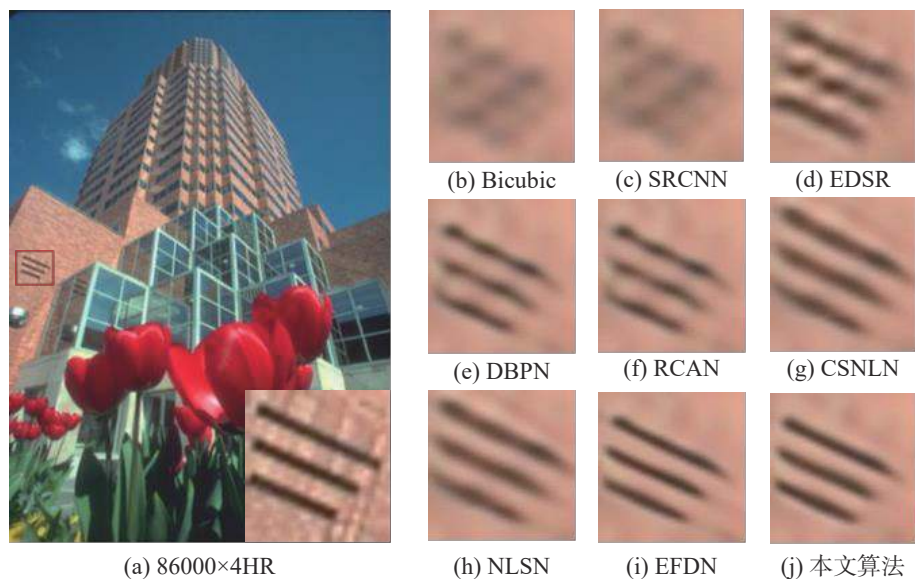 (b) Bicubic
(c) SRCNN
(d) EDSR
(e) DBPN
(f) RCAN
(g) CSNLN
(a) 86000×4HR
(h) NLSN
(i) EFDN
(j) 本文算法